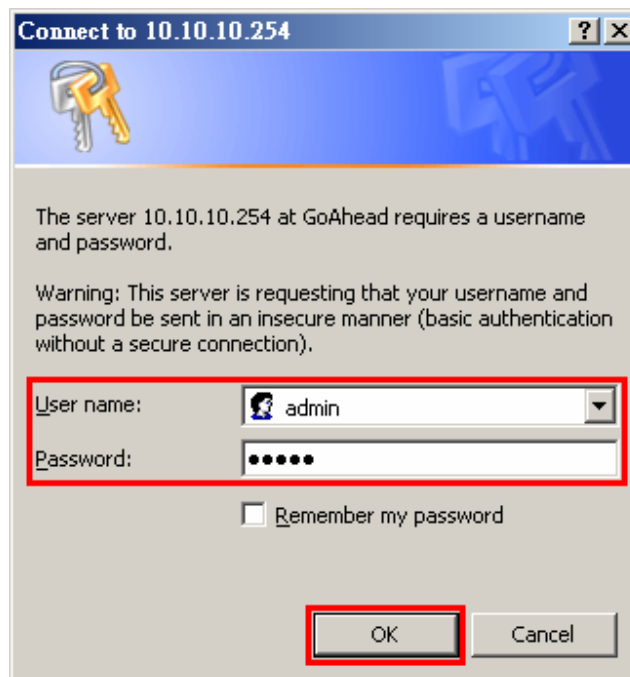 Connect to 10.10.10.254
The server 10.10.10.254 at GoAhead requires a username
and password.
Warning: This server is requesting that your username and
password be sent in an insecure manner (basic authentication
without a secure connection).
User name:
admin
Password:
•••••
Remember my password
OK
Cancel